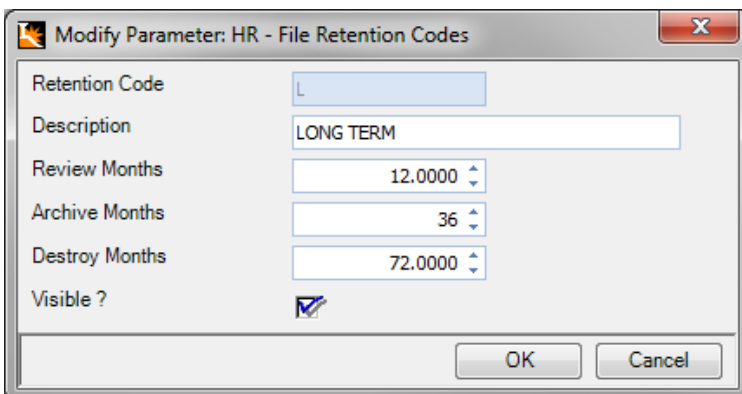 Modify Parameter: HR - File Retention Codes
Retention Code L
Description LONG TERM
Review Months 12.0000
Archive Months 36
Destroy Months 72.0000
Visible ?
OK Cancel